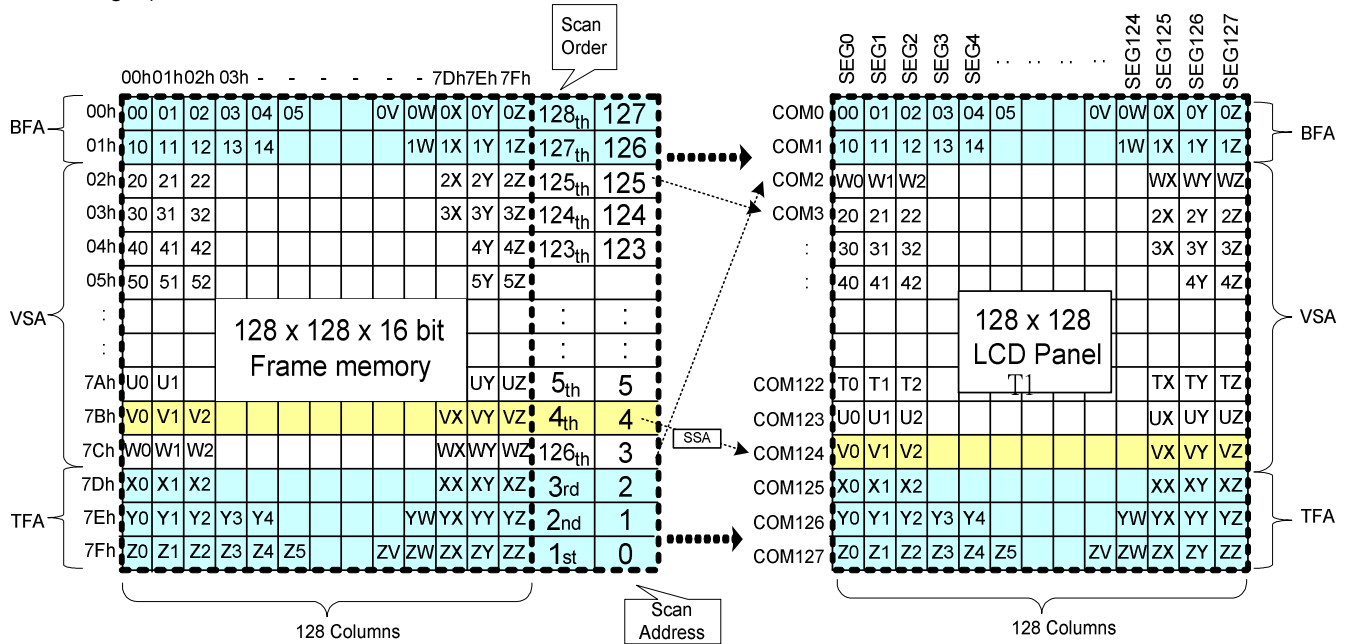 Scan
Order
00h 01h 02h 03h - - - - - 7Dh 7Eh 7Fh
SEG0 SEG1 SEG2 SEG3 SEG4 .. .. .. .. SEG124 SEG125 SEG126 SEG127
BFA
00h 00 01 02 03 04 05 0V 0W 0X 0Y 0Z 128th 127
01h 10 11 12 13 14 1W 1X 1Y 1Z 127th 126
VSA
02h 20 21 22 2X 2Y 2Z 125th 125
03h 30 31 32 3X 3Y 3Z 124th 124
04h 40 41 42 4Y 4Z 123th 123
05h 50 51 52 5Y 5Z
: : :
: : :
128 x 128 x 16 bit
Frame memory
7Ah U0 U1 UY UZ 5th 5
7Bh V0 V1 V2 VX VY VZ 4th 4
7Ch W0 W1 W2 WX WY WZ 126th 3
TFA
7Dh X0 X1 X2 XX XY XZ 3rd 2
7Eh Y0 Y1 Y2 Y3 Y4 YW YX YY YZ 2nd 1
7Fh Z0 Z1 Z2 Z3 Z4 Z5 ZV ZW ZX ZY ZZ 1st 0
128 Columns
Scan
Address
SSA
COM0 00 01 02 03 04 05 0V 0W 0X 0Y 0Z
COM1 10 11 12 13 14 1W 1X 1Y 1Z
BFA
COM2 W0 W1 W2 WX WY WZ
COM3 20 21 22 2X 2Y 2Z
: 30 31 32 3X 3Y 3Z
: 40 41 42 4Y 4Z
128 x 128
LCD Panel
T1
VSA
COM122 T0 T1 T2 TX TY TZ
COM123 U0 U1 U2 UX UY UZ
COM124 V0 V1 V2 VX VY VZ
COM125 X0 X1 X2 XX XY XZ
COM126 Y0 Y1 Y2 Y3 Y4 YW YX YY YZ
COM127 Z0 Z1 Z2 Z3 Z4 Z5 ZV ZW ZX ZY ZZ
TFA
128 Columns